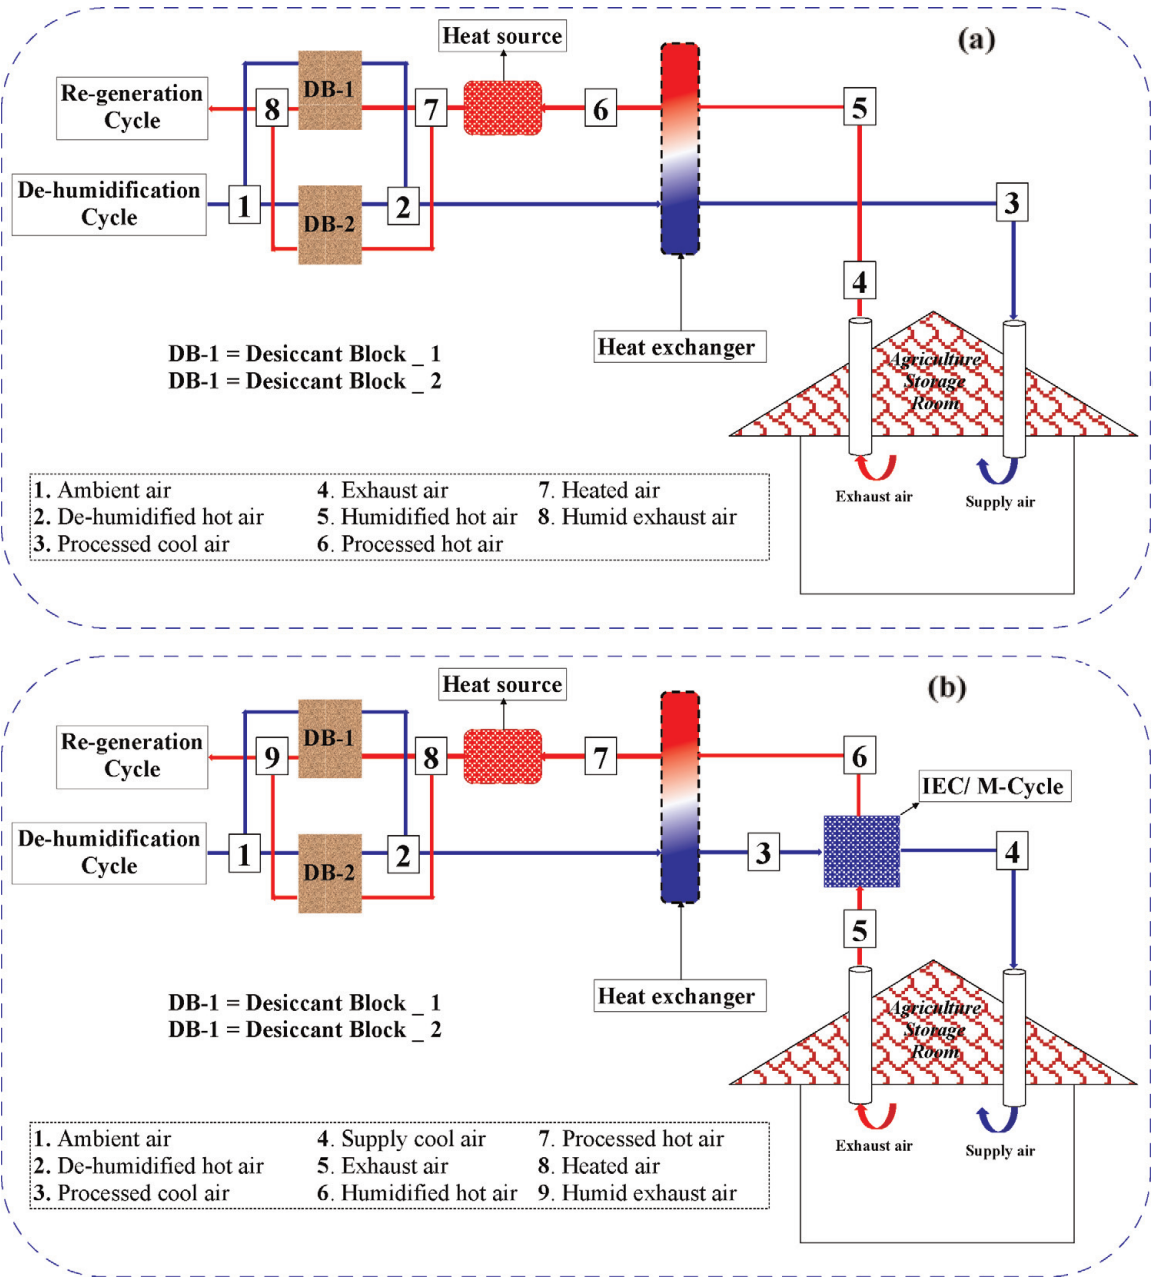 (a)
Heat source
Re-generation
Cycle
DB-1
8
7
6
5
De-humidification
Cycle
1
DB-2
2
3
4
Heat exchanger
DB-1 = Desiccant Block _ 1
DB-1 = Desiccant Block _ 2
Agriculture
Storage
Room
Exhaust air
Supply air
1. Ambient air
2. De-humidified hot air
3. Processed cool air
4. Exhaust air
5. Humidified hot air
6. Processed hot air
7. Heated air
8. Humid exhaust air
(b)
Heat source
Re-generation
Cycle
DB-1
9
8
7
6
IEC/ M-Cycle
De-humidification
Cycle
1
DB-2
2
3
4
5
Heat exchanger
DB-1 = Desiccant Block _ 1
DB-1 = Desiccant Block _ 2
Agriculture
Storage
Room
Exhaust air
Supply air
1. Ambient air
2. De-humidified hot air
3. Processed cool air
4. Supply cool air
5. Exhaust air
6. Humidified hot air
7. Processed hot air
8. Heated air
9. Humid exhaust air